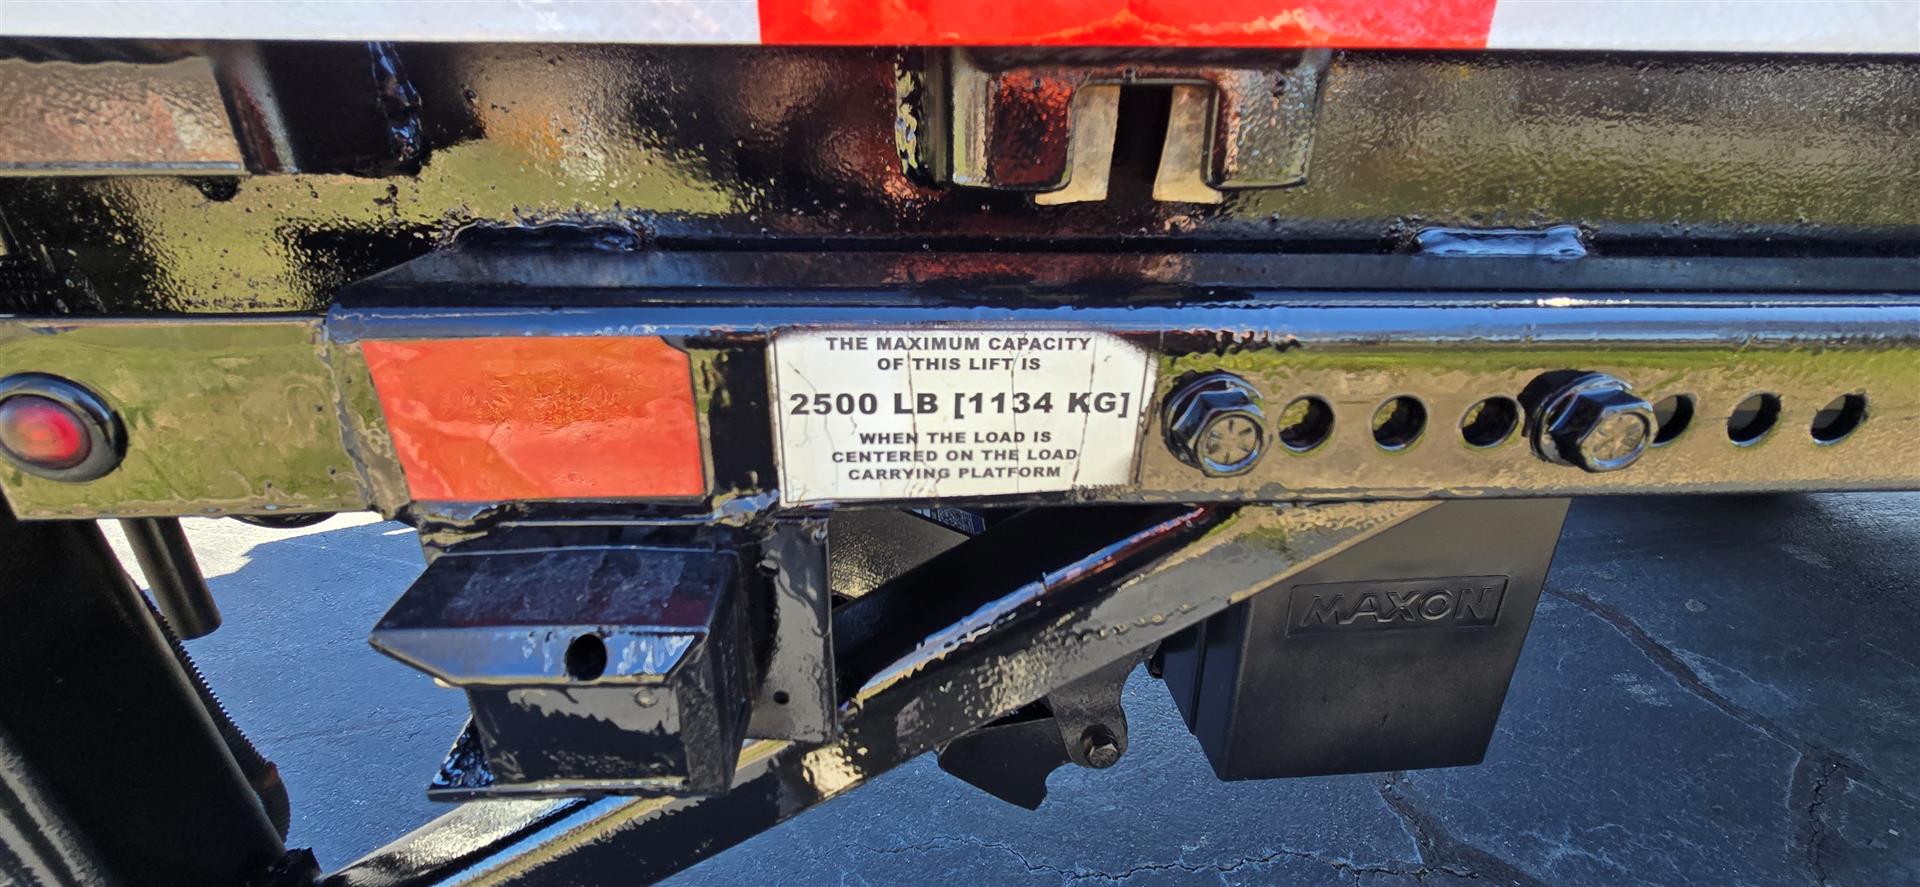 THE MAXIMUM CAPACITY
OF THIS LIFT IS
2500 LB [1134 KG]
WHEN THE LOAD IS
CENTERED ON THE LOAD
CARRYING PLATFORM
MAXON